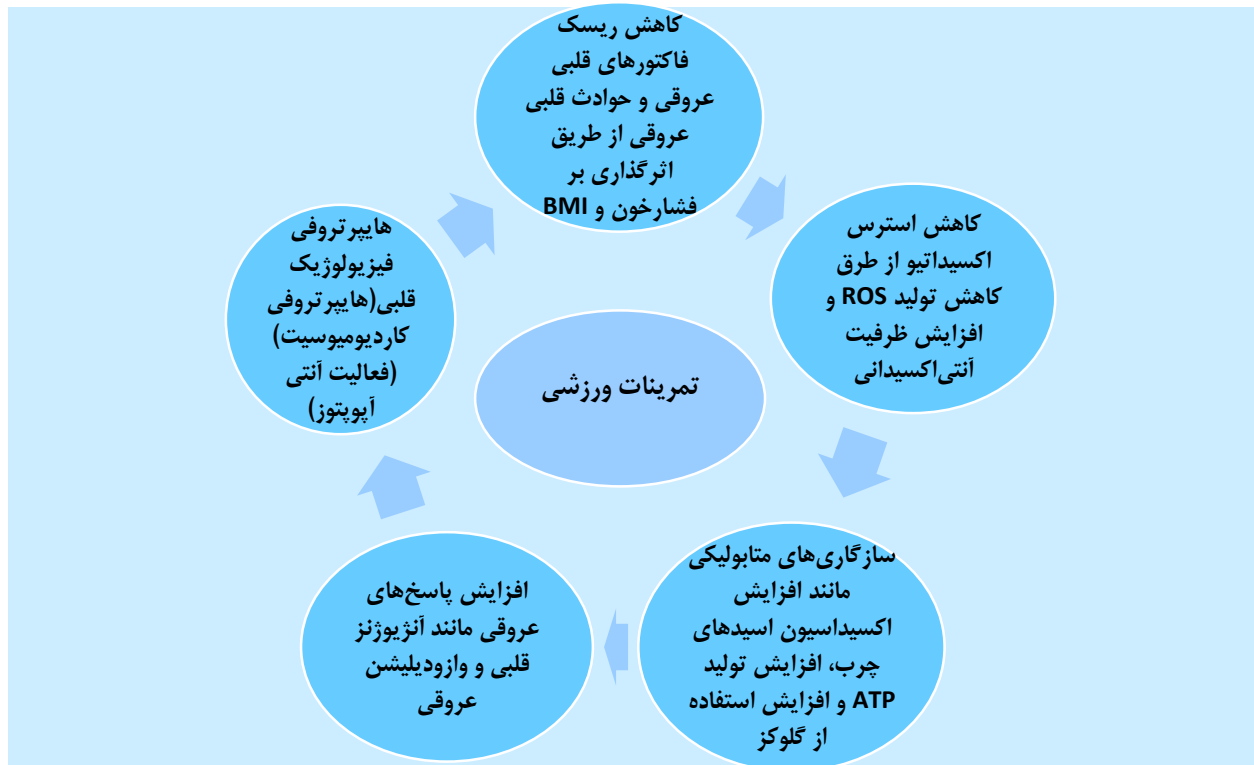 کاهش ریسک
فاکتورهای قلبی
عروقی و حوادث قلبی
عروقی از طریق
اثرگذاری بر
فشارخون و BMI
کاهش استرس
اکسیداتیو از طرق
کاهش تولید ROS و
افزایش ظرفیت
آنتی‌اکسیدانی
سازگاری‌های متابولیکی
مانند افزایش
اکسیداسیون اسیدهای
چرب، افزایش تولید
ATP و افزایش استفاده
از گلوکز
افزایش پاسخ‌های
عروقی مانند آنژیوژنز
قلبی و وازودیلیشن
عروقی
هایپرتروفی
فیزیولوژیک
قلبی(هایپرتروفی
کاردیومیوسیت)
(فعالیت آنتی
آپوپتوز)
تمرینات ورزشی